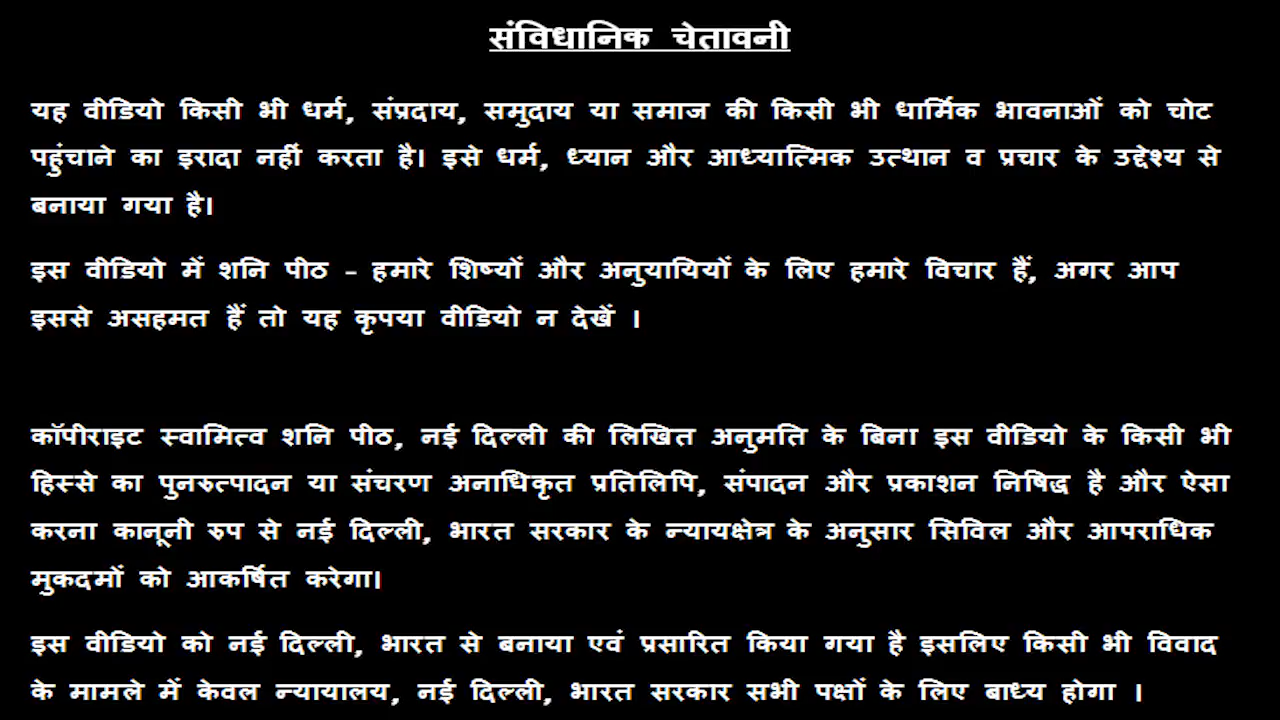 संविधानिक चेतावनी
यह वीडियो किसी भी धर्म, संप्रदाय, समुदाय या समाज की किसी भी धार्मिक भावनाओं को चोट
पहुंचाने का इरादा नहीं करता है। इसे धर्म, ध्यान और आध्यात्मिक उत्थान व प्रचार के उद्देश्य से
बनाया गया है।
इस वीडियो में शनि पीठ – हमारे शिष्यों और अनुयायियों के लिए हमारे विचार हैं, अगर आप
इससे असहमत हैं तो यह कृपया वीडियो न देखें ।
कॉपीराइट स्वामित्व शनि पीठ, नई दिल्ली की लिखित अनुमति के बिना इस वीडियो के किसी भी
हिस्से का पुनरुत्पादन या संचरण अनाधिकृत प्रतिलिपि, संपादन और प्रकाशन निषिद्ध है और ऐसा
करना कानूनी रुप से नई दिल्ली, भारत सरकार के न्यायक्षेत्र के अनुसार सिविल और आपराधिक
मुकदमों को आकर्षित करेगा।
इस वीडियो को नई दिल्ली, भारत से बनाया एवं प्रसारित किया गया है इसलिए किसी भी विवाद
के मामले में केवल न्यायालय, नई दिल्ली, भारत सरकार सभी पक्षों के लिए बाध्य होगा ।